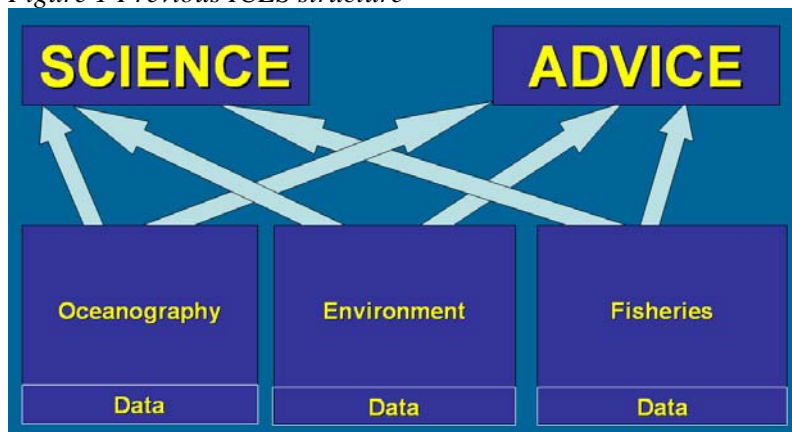 Figure 1 Previous ICES structure
SCIENCE
ADVICE
Oceanography
Environment
Fisheries
Data
Data
Data